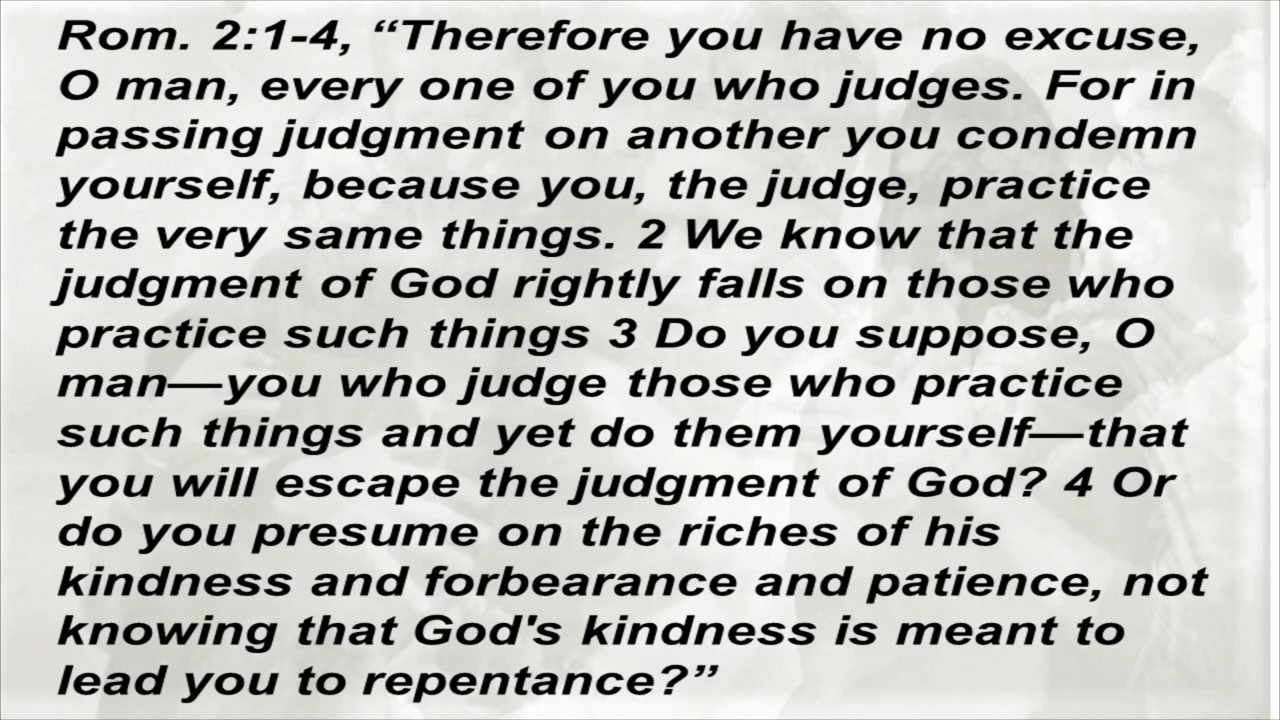 Rom. 2:1-4, “Therefore you have no excuse,
O man, every one of you who judges. For in
passing judgment on another you condemn
yourself, because you, the judge, practice
the very same things. 2 We know that the
judgment of God rightly falls on those who
practice such things 3 Do you suppose, O
man—you who judge those who practice
such things and yet do them yourself—that
you will escape the judgment of God? 4 Or
do you presume on the riches of his
kindness and forbearance and patience, not
knowing that God's kindness is meant to
lead you to repentance?”